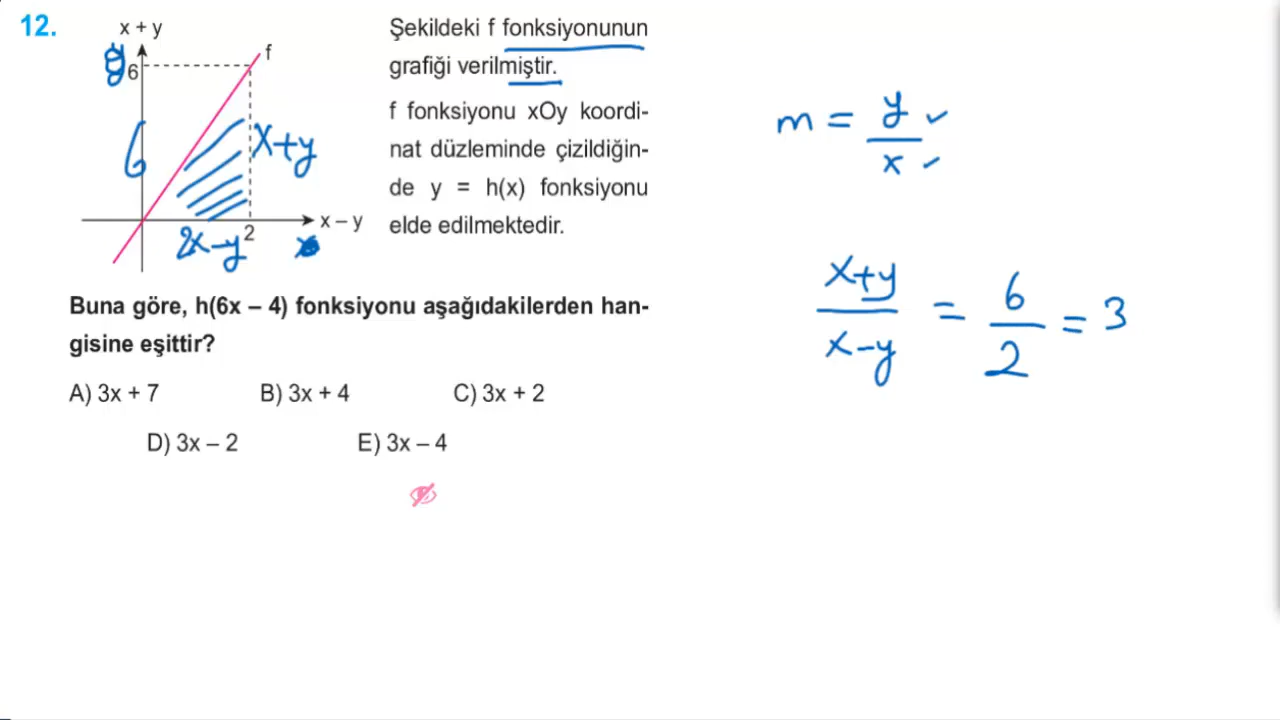 12.
x + y
y
6
f
6
x+y
x – y
2
2x-y
x
Şekildeki f fonksiyonunun
grafiği verilmiştir.
f fonksiyonu xOy koordi-
nat düzleminde çizildiğin-
de y = h(x) fonksiyonu
elde edilmektedir.
Buna göre, h(6x – 4) fonksiyonu aşağıdakilerden han-
gisine eşittir?
A) 3x + 7 B) 3x + 4 C) 3x + 2
D) 3x – 2 E) 3x – 4
m = y/x
x+y/x-y = 6/2 = 3